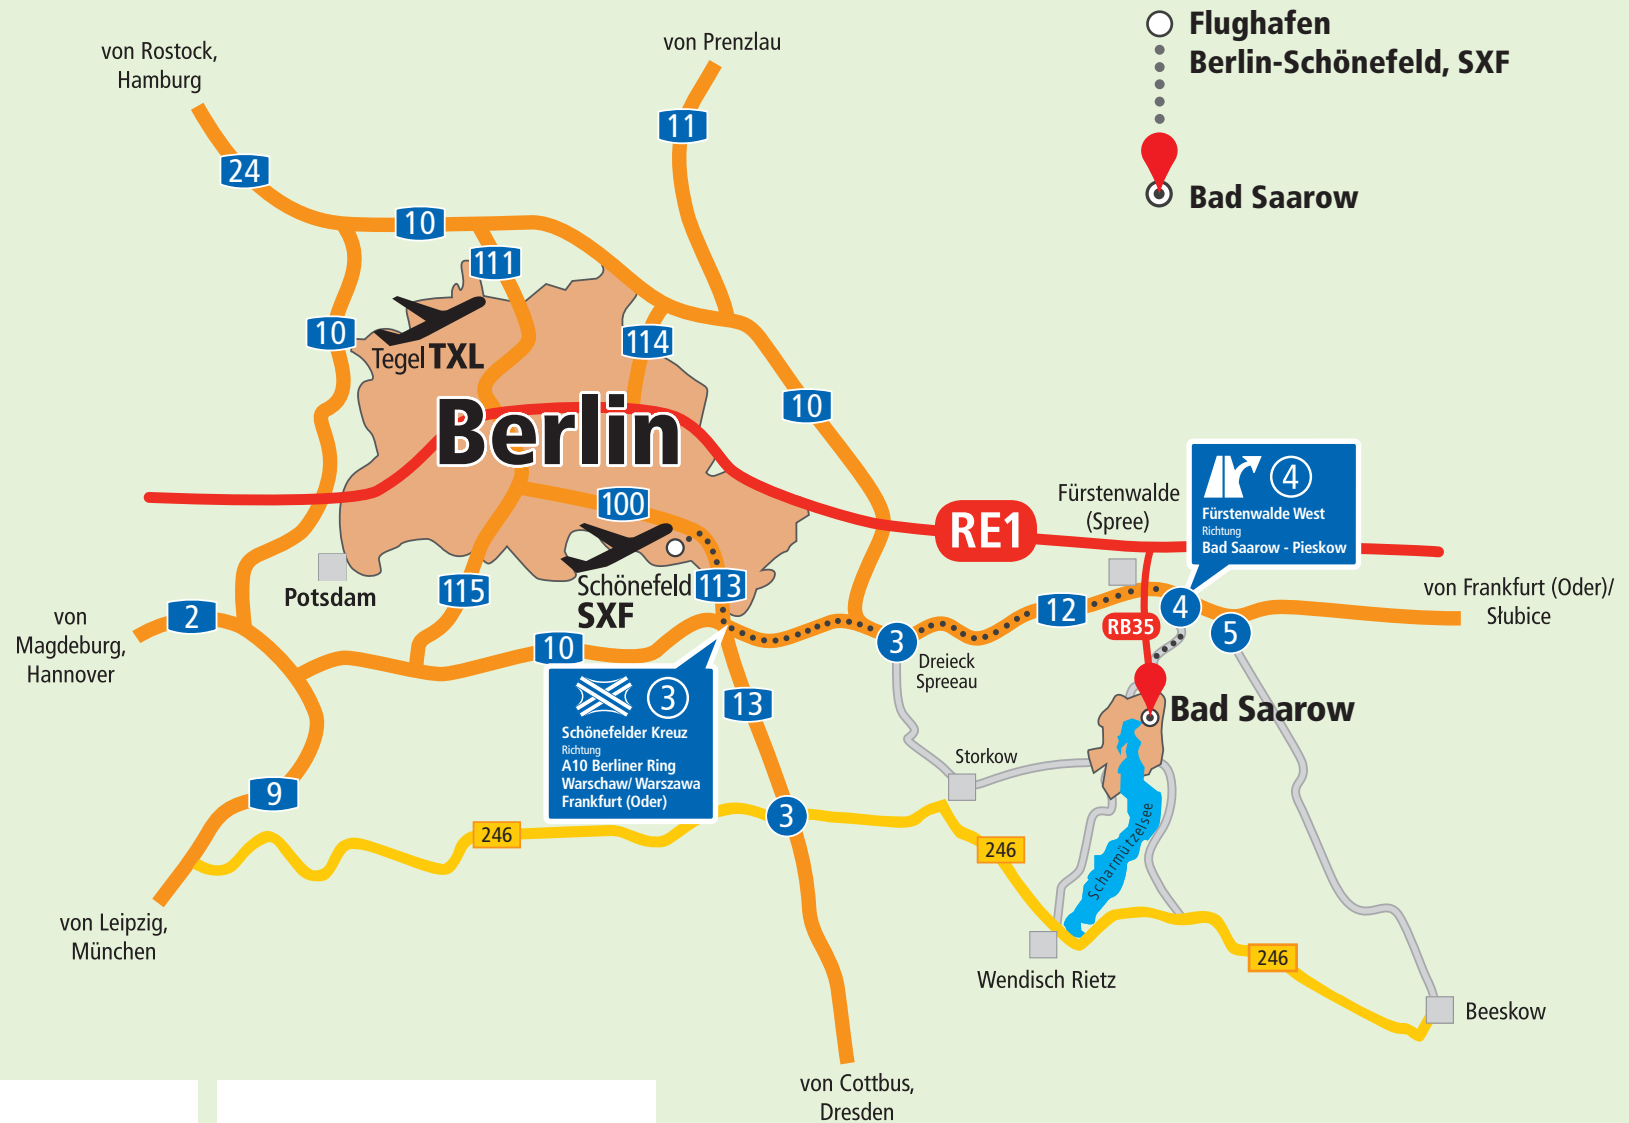 Flughafen
Berlin-Schönefeld, SXF
Bad Saarow
von Rostock,
Hamburg
von Prenzlau
11
24
10
111
10
114
Tegel TXL
10
Berlin
100
RE1
Fürstenwalde
(Spree)
4
Fürstenwalde West
Richtung
Bad Saarow - Pieskow
Potsdam
115
Schönefeld
SXF
113
12
4
5
RB35
von Frankfurt (Oder)/
Słubice
von
Magdeburg,
Hannover
2
10
3
Dreieck
Spreeau
3
Schönefelder Kreuz
Richtung
A10 Berliner Ring
Warschaw/ Warszawa
Frankfurt (Oder)
13
Bad Saarow
Storkow
9
3
246
246
Scharmützelsee
von Leipzig,
München
Wendisch Rietz
246
Beeskow
von Cottbus,
Dresden